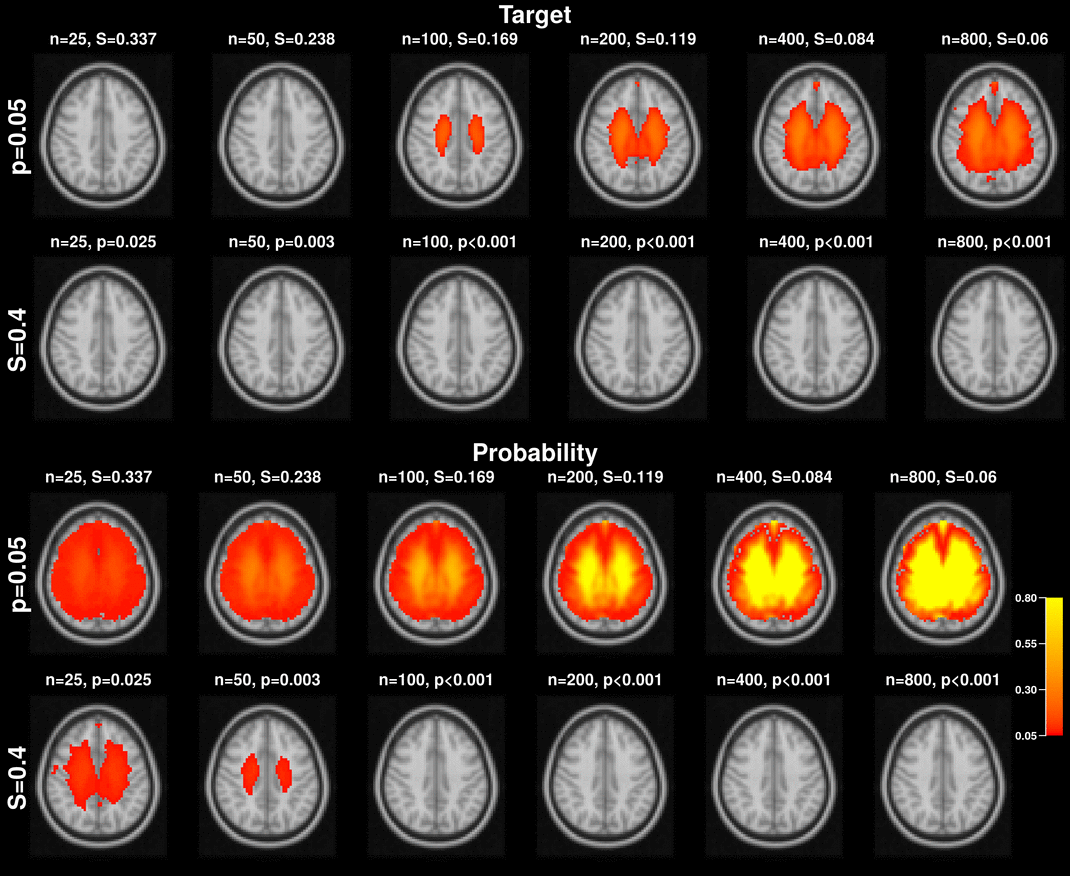 Target
n=25, S=0.337 n=50, S=0.238 n=100, S=0.169 n=200, S=0.119 n=400, S=0.084 n=800, S=0.06
p=0.05
n=25, p=0.025 n=50, p=0.003 n=100, p<0.001 n=200, p<0.001 n=400, p<0.001 n=800, p<0.001
S=0.4
Probability
n=25, S=0.337 n=50, S=0.238 n=100, S=0.169 n=200, S=0.119 n=400, S=0.084 n=800, S=0.06
p=0.05
0.80
0.55
0.30
0.05
n=25, p=0.025 n=50, p=0.003 n=100, p<0.001 n=200, p<0.001 n=400, p<0.001 n=800, p<0.001
S=0.4